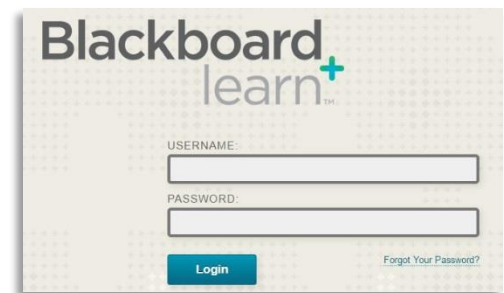 Blackboard
learn+™
USERNAME:
PASSWORD:
Login Forgot Your Password?